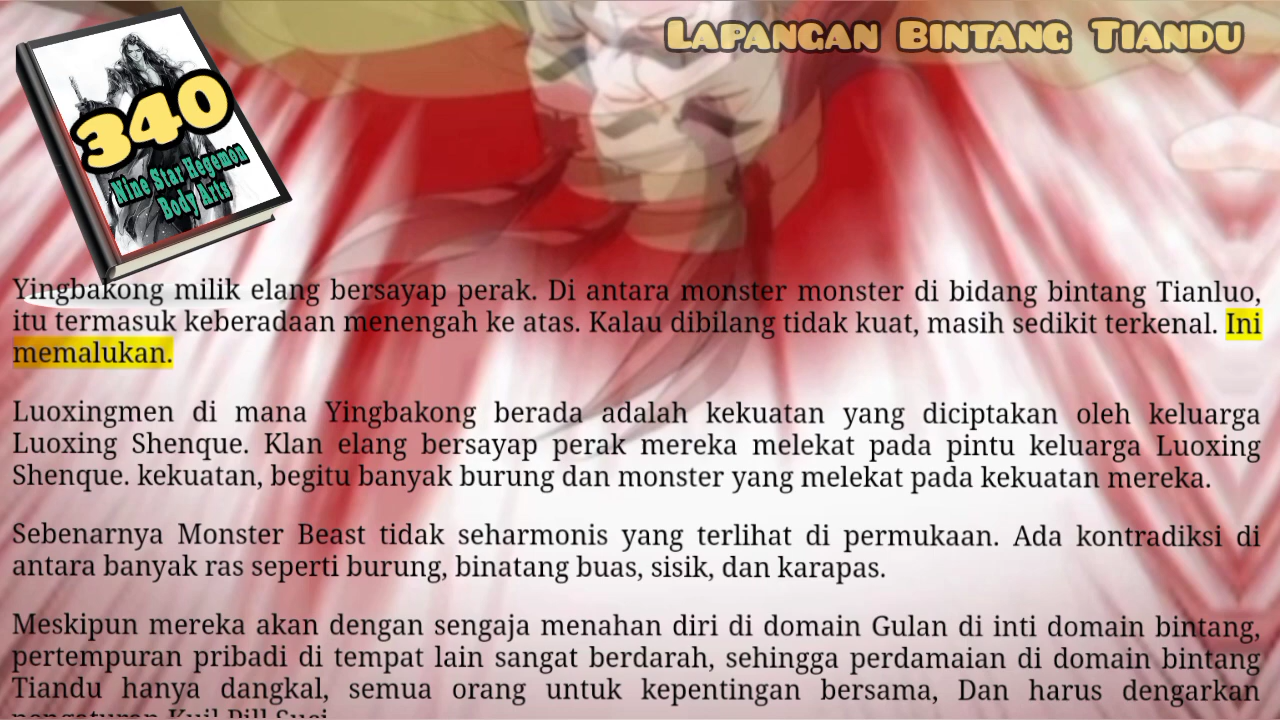 Lapangan Bintang Tiandu
340
Nine Star Hegemon
Body Arts
Yingbakong milik elang bersayap perak. Di antara monster monster di bidang bintang Tianluo,
itu termasuk keberadaan menengah ke atas. Kalau dibilang tidak kuat, masih sedikit terkenal. Ini
memalukan.
Luoxingmen di mana Yingbakong berada adalah kekuatan yang diciptakan oleh keluarga
Luoxing Shenque. Klan elang bersayap perak mereka melekat pada pintu keluarga Luoxing
Shenque. kekuatan, begitu banyak burung dan monster yang melekat pada kekuatan mereka.
Sebenarnya Monster Beast tidak seharmonis yang terlihat di permukaan. Ada kontradiksi di
antara banyak ras seperti burung, binatang buas, sisik, dan karapas.
Meskipun mereka akan dengan sengaja menahan diri di domain Gulan di inti domain bintang,
pertempuran pribadi di tempat lain sangat berdarah, sehingga perdamaian di domain bintang
Tiandu hanya dangkal, semua orang untuk kepentingan bersama, Dan harus dengarkan